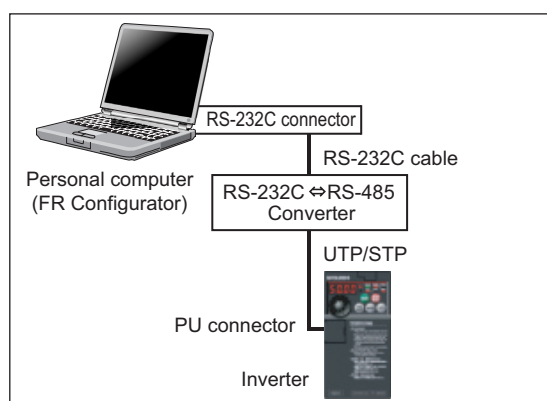 RS-232C connector
RS-232C cable
Personal computer
(FR Configurator)
RS-232C ⇔ RS-485
Converter
UTP/STP
PU connector
Inverter